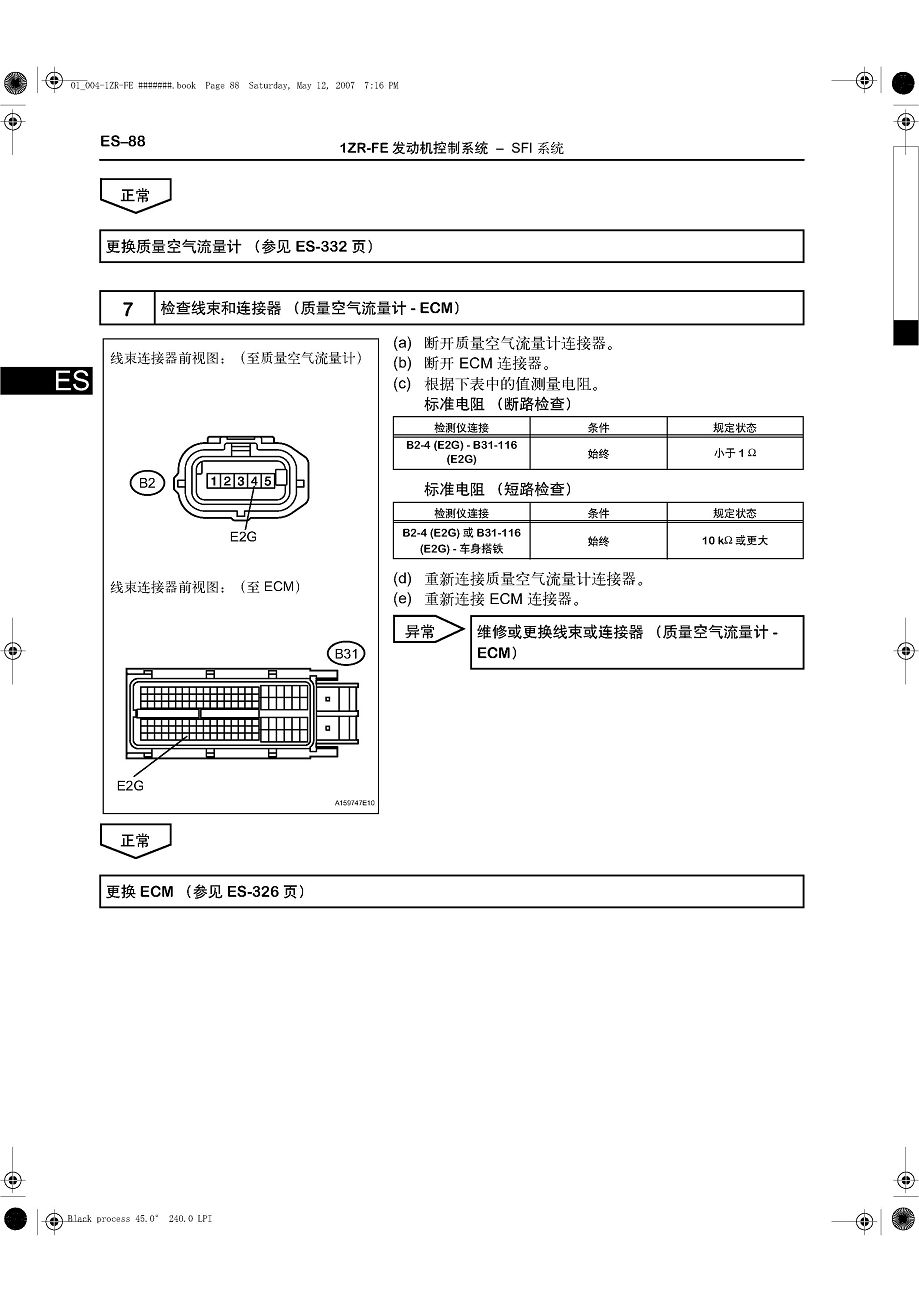 01_004-1ZR-FE #######.book Page 88 Saturday, May 12, 2007 7:16 PM
ES–88
1ZR-FE 发动机控制系统 – SFI 系统
正常
更换质量空气流量计 （参见 ES-332 页）
7 检查线束和连接器 （质量空气流量计 - ECM）
ES
线束连接器前视图：（至质量空气流量计）
B2
1 2 3 4 5
E2G
线束连接器前视图：（至 ECM）
B31
E2G
A159747E10
(a) 断开质量空气流量计连接器。
(b) 断开 ECM 连接器。
(c) 根据下表中的值测量电阻。
标准电阻 （断路检查）
检测仪连接 条件 规定状态
B2-4 (E2G) - B31-116
(E2G)
始终 小于 1 Ω
标准电阻 （短路检查）
检测仪连接 条件 规定状态
B2-4 (E2G) 或 B31-116
(E2G) - 车身搭铁
始终 10 kΩ 或更大
(d) 重新连接质量空气流量计连接器。
(e) 重新连接 ECM 连接器。
异常
维修或更换线束或连接器 （质量空气流量计 -
ECM）
正常
更换 ECM （参见 ES-326 页）
Black process 45.0° 240.0 LPI